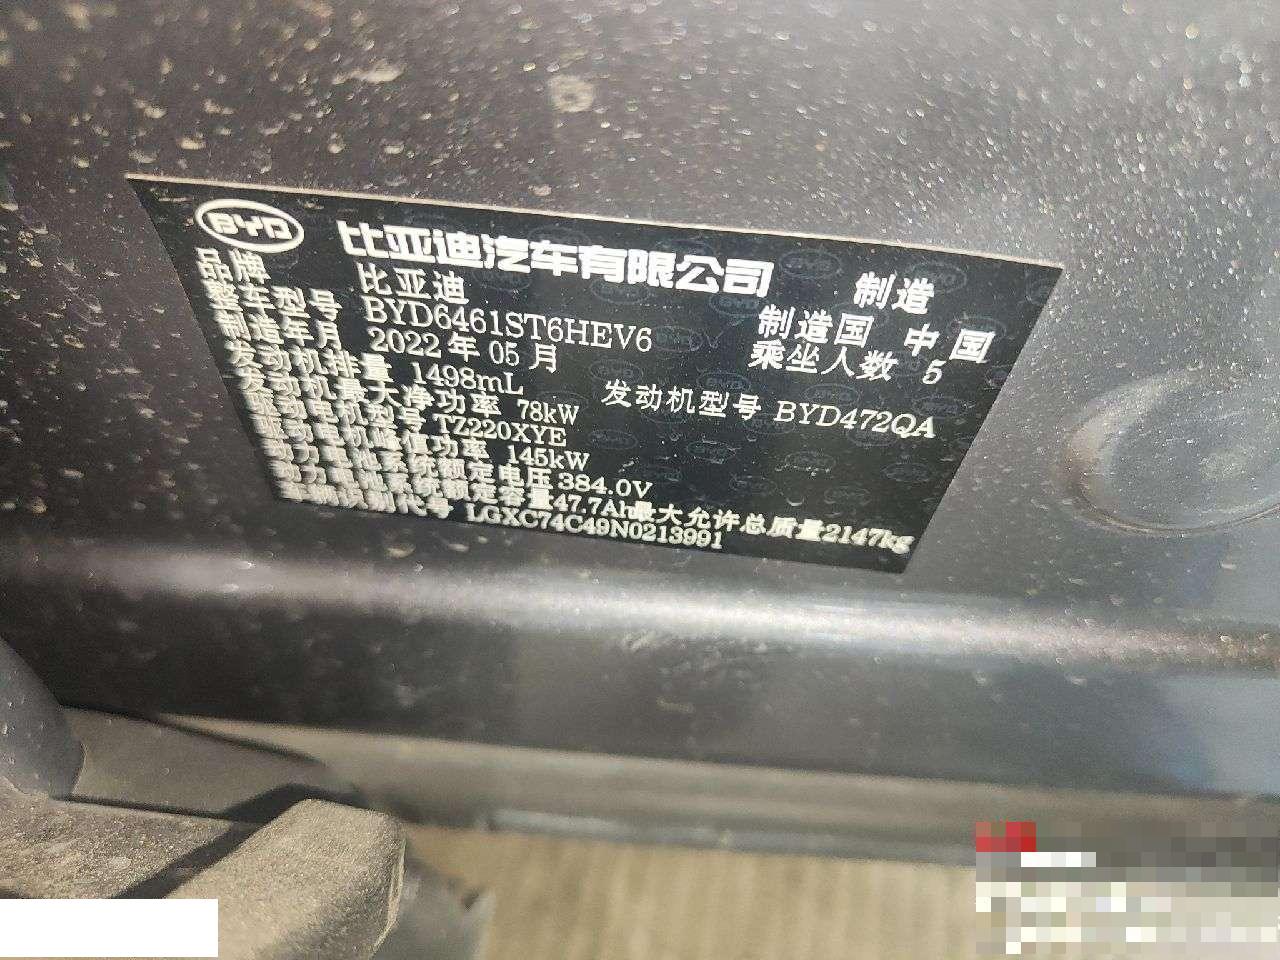 BYD 比亚迪汽车有限公司 制造
品牌 比亚迪 制造国 中国
整车型号 BYD6461ST6HEV6 乘坐人数 5
制造年月 2022年05月
发动机排量 1498mL 发动机型号 BYD472QA
发动机最大净功率 78kW
驱动电机型号 TZ220XYE
驱动电机峰值功率 145kW
动力电池系统额定电压 384.0V
动力电池系统额定容量47.7Ah 最大允许总质量2147kg
车辆识别代号 LGXC74C49N0213991